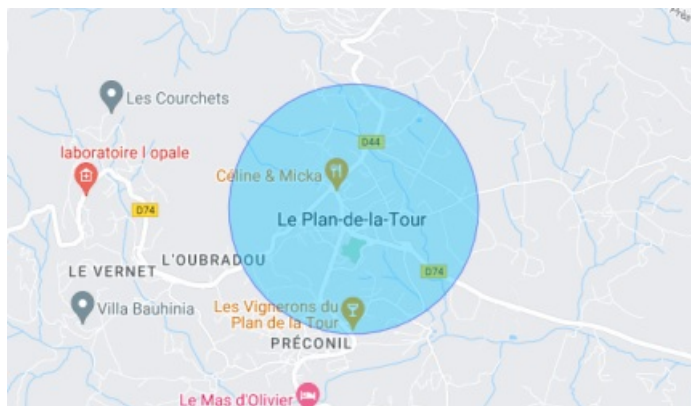 Les Courchets
D44
laboratoire l opale
Céline & Micka
D74
Le Plan-de-la-Tour
L'OUBRADOU
LE VERNET
D74
Villa Bauhinia
Les Vignerons du
Plan de la Tour
PRÉCONIL
Le Mas d'Olivier